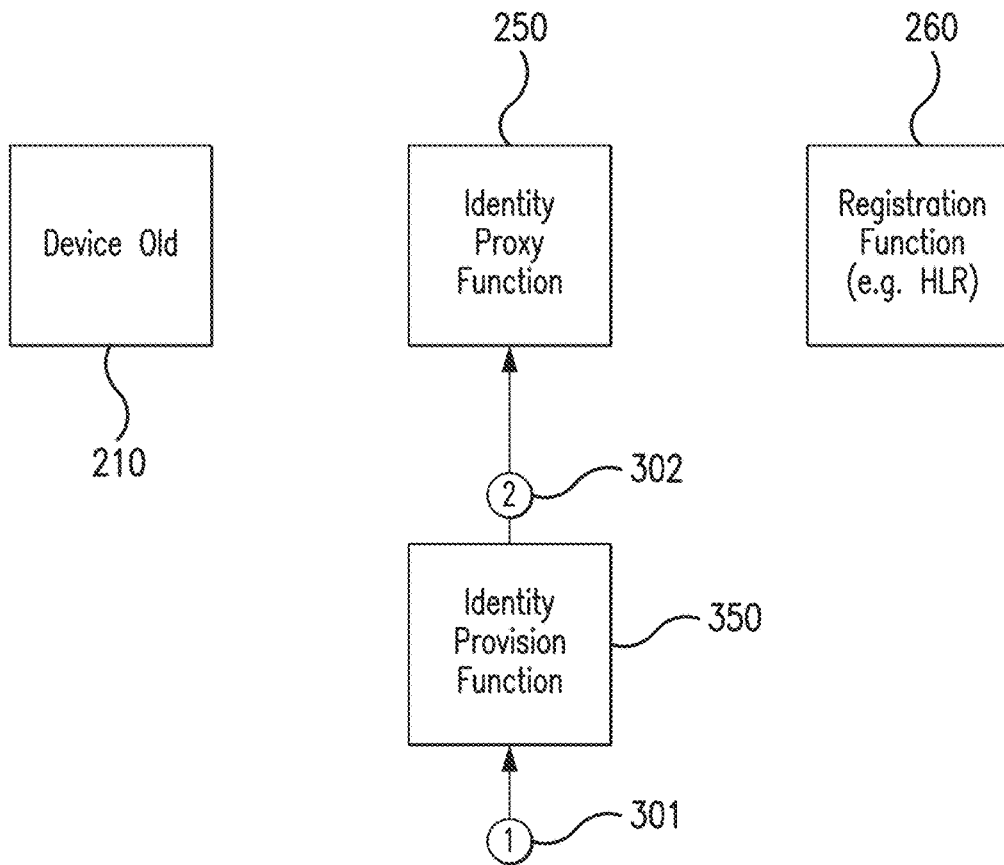 250
260
Device Old
Identity
Proxy
Function
Registration
Function
(e.g. HLR)
210
2
302
Identity
Provision
Function
350
1
301